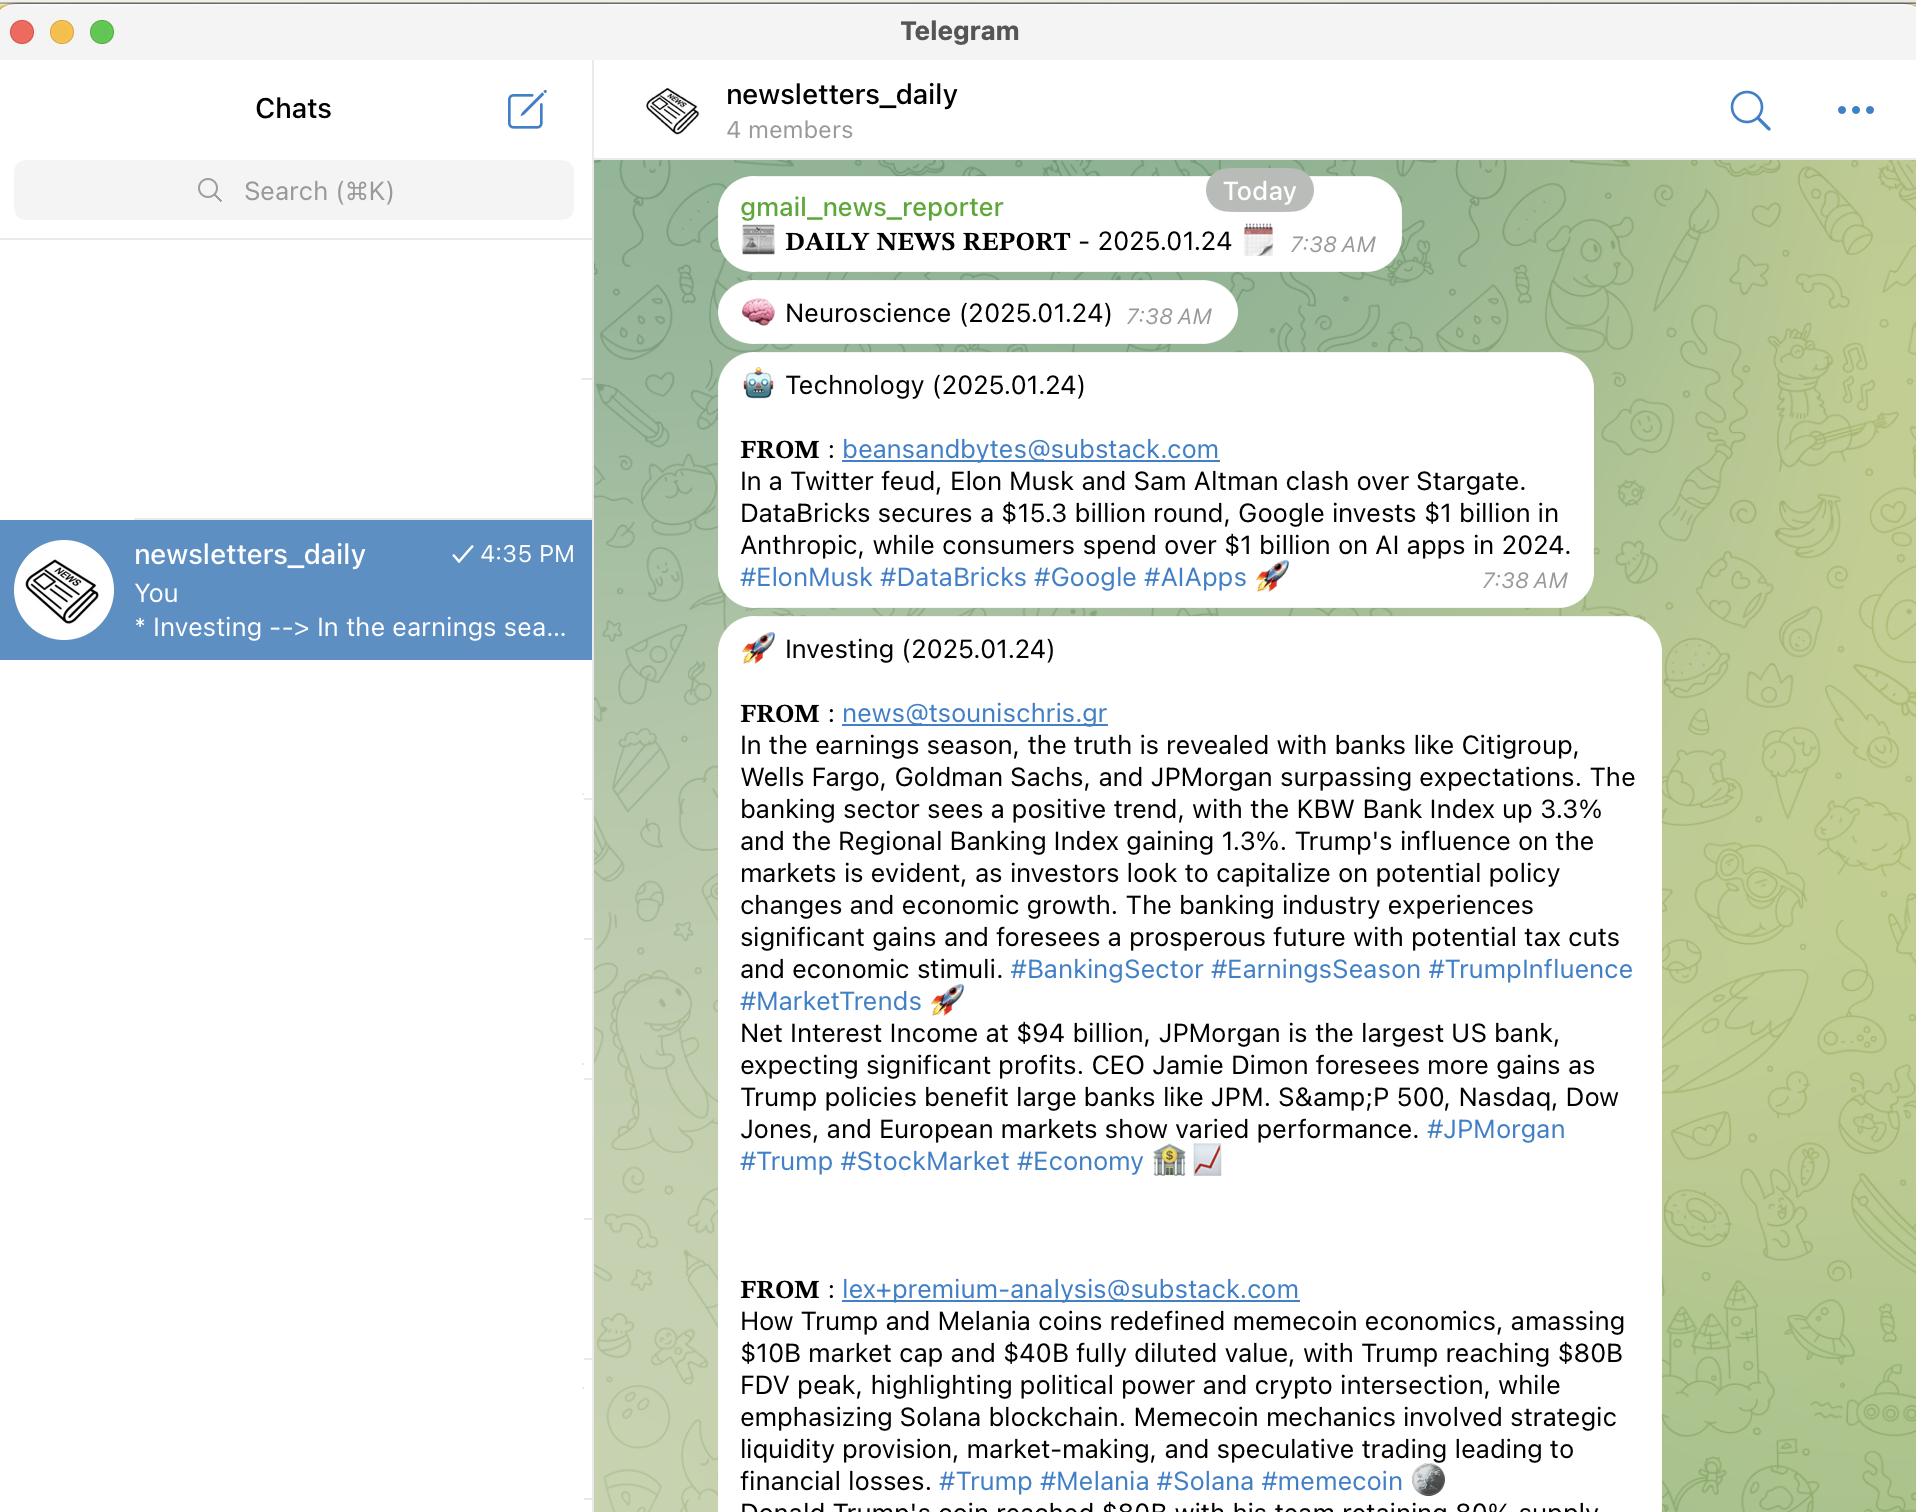 Telegram
Chats
Search (⌘K)
newsletters_daily
✓ 4:35 PM
You
* Investing --> In the earnings sea...
newsletters_daily
4 members
Today
gmail_news_reporter
📰 DAILY NEWS REPORT - 2025.01.24 🗓 7:38 AM
🧠 Neuroscience (2025.01.24) 7:38 AM
🤖 Technology (2025.01.24)
FROM : beansandbytes@substack.com
In a Twitter feud, Elon Musk and Sam Altman clash over Stargate.
DataBricks secures a $15.3 billion round, Google invests $1 billion in
Anthropic, while consumers spend over $1 billion on AI apps in 2024.
#ElonMusk #DataBricks #Google #AIApps 🚀 7:38 AM
🚀 Investing (2025.01.24)
FROM : news@tsounischris.gr
In the earnings season, the truth is revealed with banks like Citigroup,
Wells Fargo, Goldman Sachs, and JPMorgan surpassing expectations. The
banking sector sees a positive trend, with the KBW Bank Index up 3.3%
and the Regional Banking Index gaining 1.3%. Trump's influence on the
markets is evident, as investors look to capitalize on potential policy
changes and economic growth. The banking industry experiences
significant gains and foresees a prosperous future with potential tax cuts
and economic stimuli. #BankingSector #EarningsSeason #TrumpInfluence
#MarketTrends 🚀
Net Interest Income at $94 billion, JPMorgan is the largest US bank,
expecting significant profits. CEO Jamie Dimon foresees more gains as
Trump policies benefit large banks like JPM. S&amp;P 500, Nasdaq, Dow
Jones, and European markets show varied performance. #JPMorgan
#Trump #StockMarket #Economy 🏦📈
FROM : lex+premium-analysis@substack.com
How Trump and Melania coins redefined memecoin economics, amassing
$10B market cap and $40B fully diluted value, with Trump reaching $80B
FDV peak, highlighting political power and crypto intersection, while
emphasizing Solana blockchain. Memecoin mechanics involved strategic
liquidity provision, market-making, and speculative trading leading to
financial losses. #Trump #Melania #Solana #memecoin 🌑
Donald Trump's coin reached $80B with his team retaining 80% supply